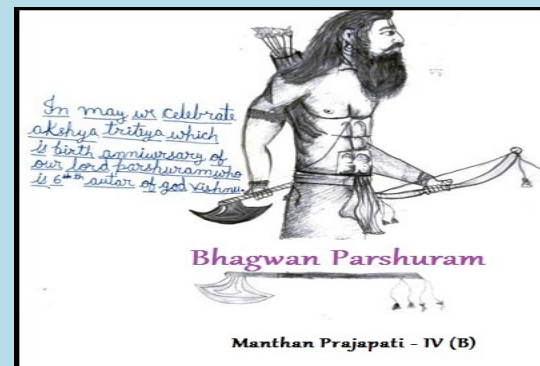 In may we celebrate
akshya tritiya which
is birth anniversary of
our lord parshuram who
is 6th avtar of god vishnu.
Bhagwan Parshuram
Manthan Prajapati - IV (B)